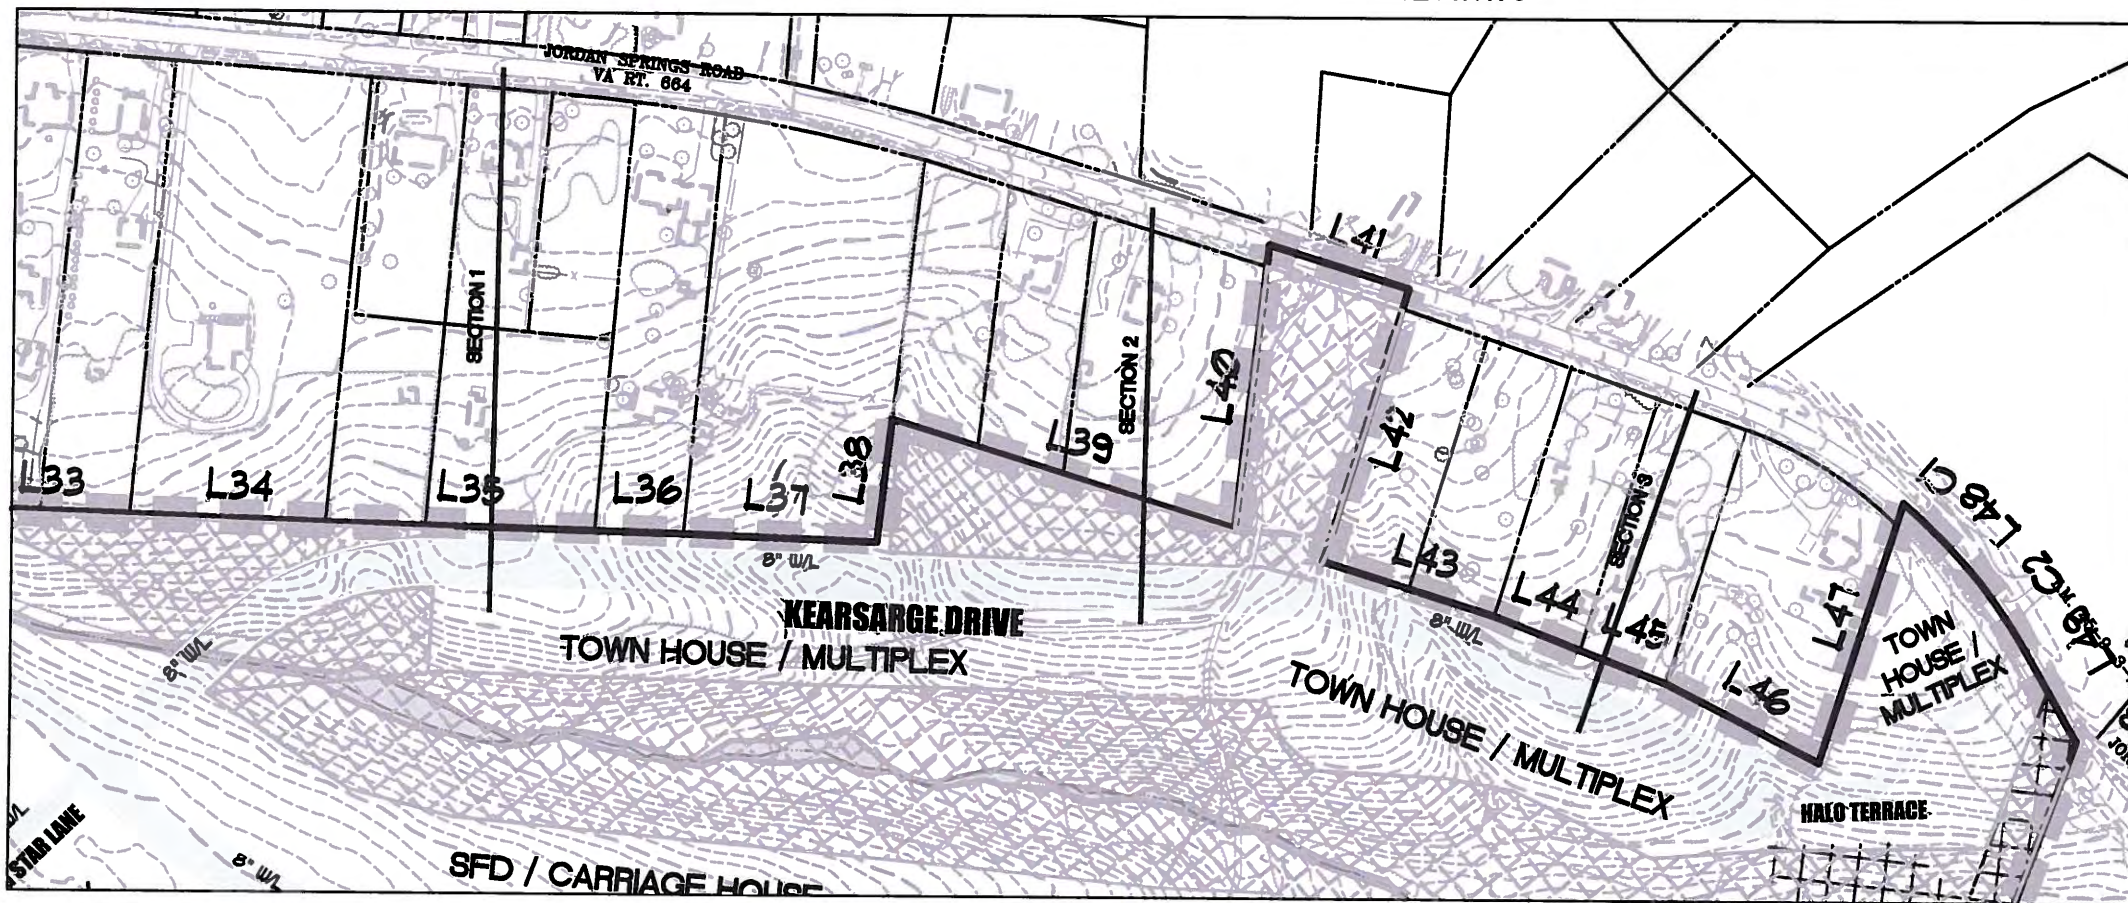 JORDAN SPRINGS ROAD
VA RT. 664
L41
SECTION 1
SECTION 2
L40
L42
L39
L38
L33
L34
L35
L36
L37
SECTION 3
C1
L48
C2
L43
L44
L45
L46
L47
L49
8" W/L
KEARSARGE DRIVE
TOWN HOUSE / MULTIPLEX
8" W/L
8" W/L
TOWN
HOUSE /
MULTIPLEX
TOWN HOUSE / MULTIPLEX
HALO TERRACE
STAR LANE
8" W/L
SFD / CARRIAGE HOUSE